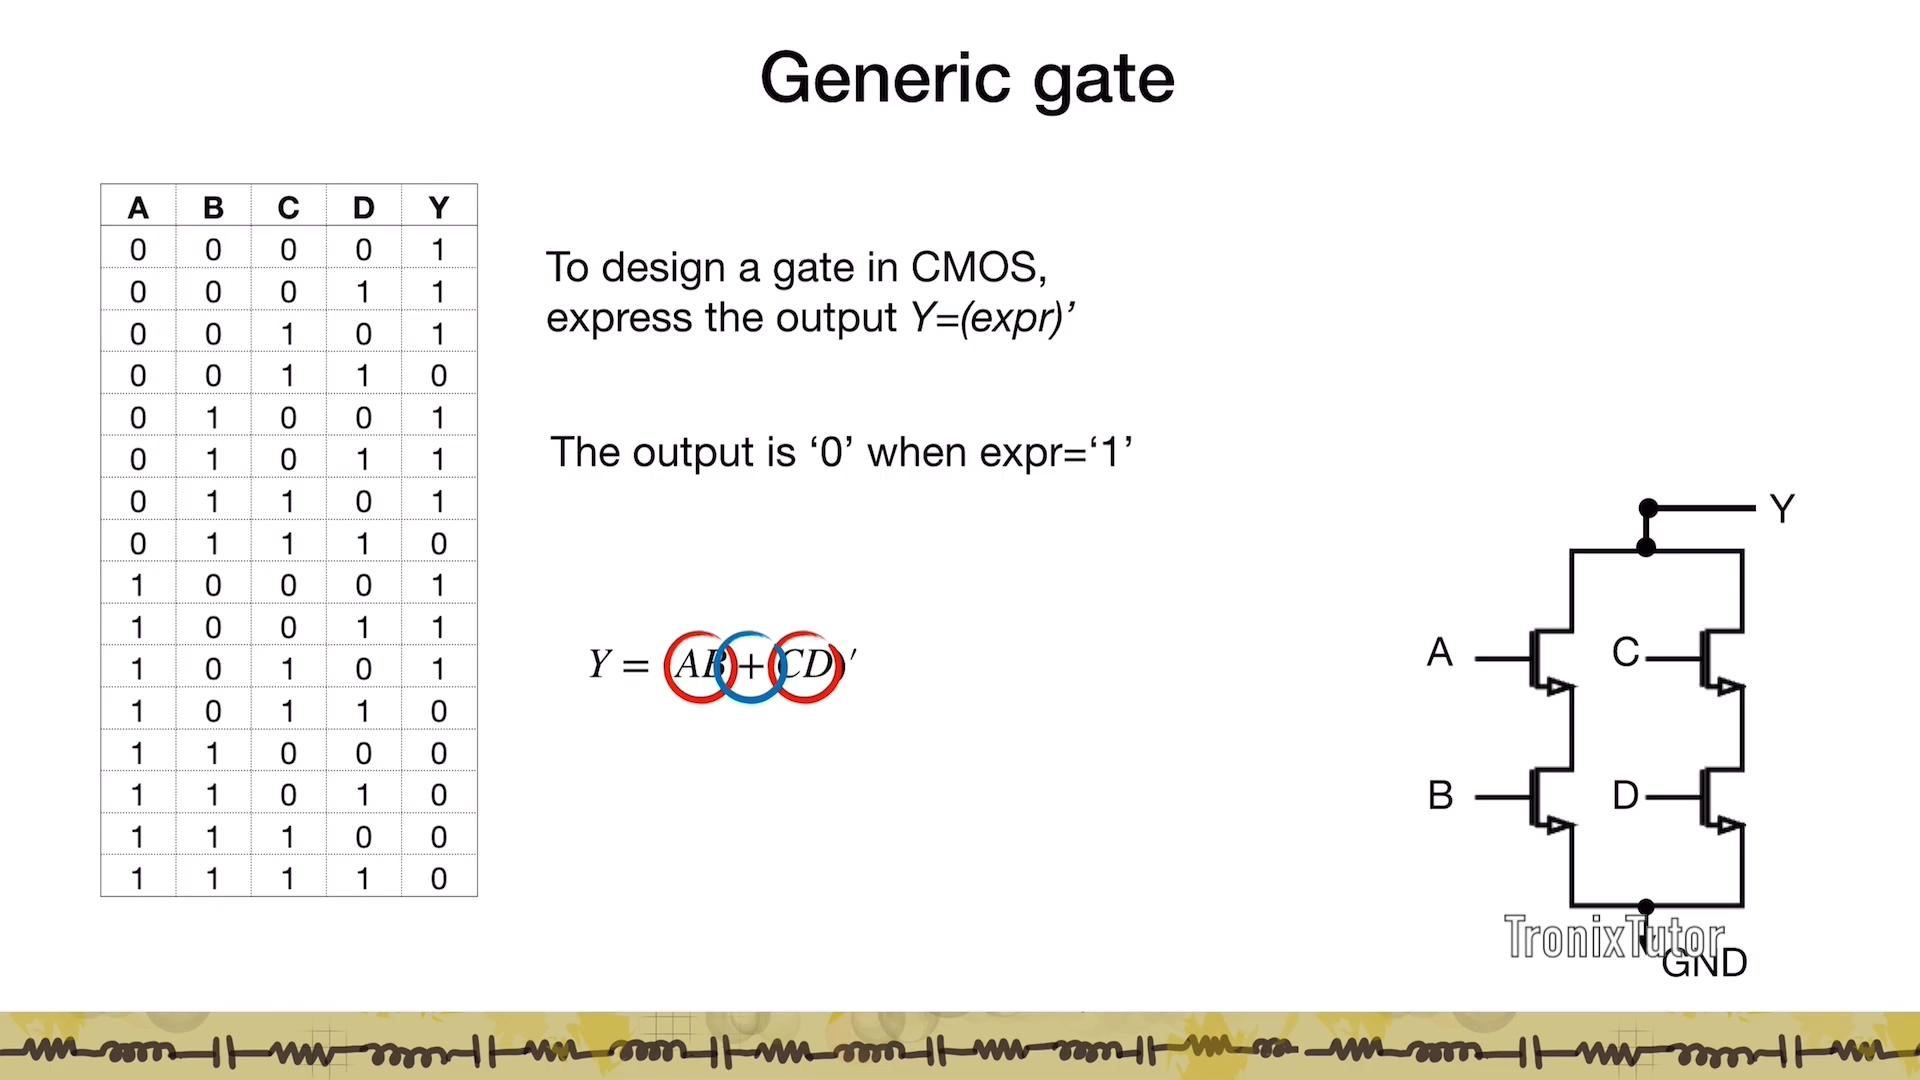 Generic gate
A B C D Y
0 0 0 0 1
0 0 0 1 1
0 0 1 0 1
0 0 1 1 0
0 1 0 0 1
0 1 0 1 1
0 1 1 0 1
0 1 1 1 0
1 0 0 0 1
1 0 0 1 1
1 0 1 0 1
1 0 1 1 0
1 1 0 0 0
1 1 0 1 0
1 1 1 0 0
1 1 1 1 0
To design a gate in CMOS,
express the output Y=(expr)’
The output is ‘0’ when expr=‘1’
Y = (AB + CD)′
Y
A C
B D
TronixTutor
GND